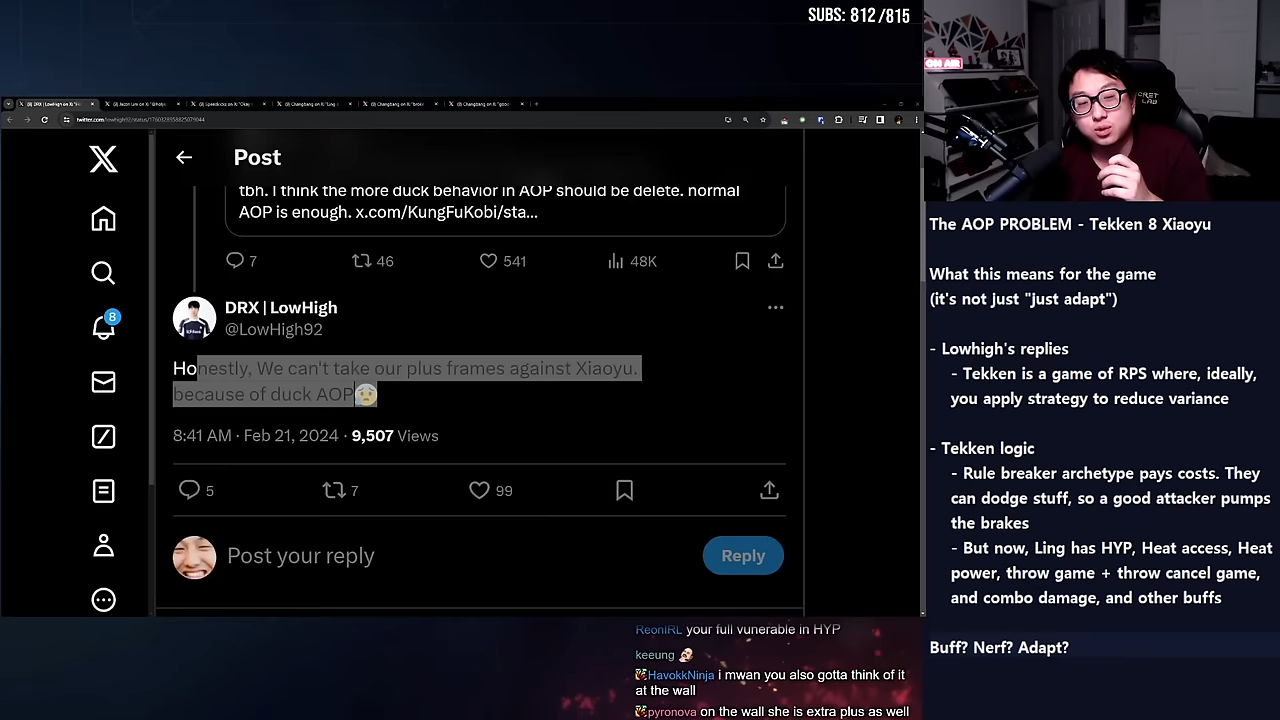 SUBS: 812/815
ON AIR
twitter.com/lowhigh92/status/1760328958825079044
Post
tbh. I think the more duck behavior in AOP should be delete. normal
AOP is enough. x.com/KungFuKobi/sta...
7
46
541
48K
8
DRX | LowHigh
@LowHigh92
Honestly, We can't take our plus frames against Xiaoyu.
because of duck AOP
8:41 AM · Feb 21, 2024 · 9,507 Views
5
7
99
Post your reply
Reply
The AOP PROBLEM - Tekken 8 Xiaoyu
What this means for the game
(it's not just "just adapt")
- Lowhigh's replies
- Tekken is a game of RPS where, ideally,
you apply strategy to reduce variance
- Tekken logic
- Rule breaker archetype pays costs. They
can dodge stuff, so a good attacker pumps
the brakes
- But now, Ling has HYP, Heat access, Heat
power, throw game + throw cancel game,
and combo damage, and other buffs
Buff? Nerf? Adapt?
ReonIRL your full vunerable in HYP
keeung
HavokkNinja i mwan you also gotta think of it
at the wall
pyronova on the wall she is extra plus as well